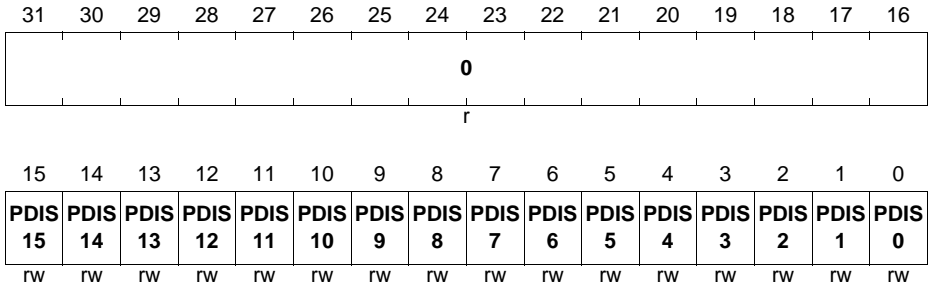 31 30 29 28 27 26 25 24 23 22 21 20 19 18 17 16
0
r
15 14 13 12 11 10 9 8 7 6 5 4 3 2 1 0
PDIS PDIS PDIS PDIS PDIS PDIS PDIS PDIS PDIS PDIS PDIS PDIS PDIS PDIS PDIS PDIS
15 14 13 12 11 10 9 8 7 6 5 4 3 2 1 0
rw rw rw rw rw rw rw rw rw rw rw rw rw rw rw rw